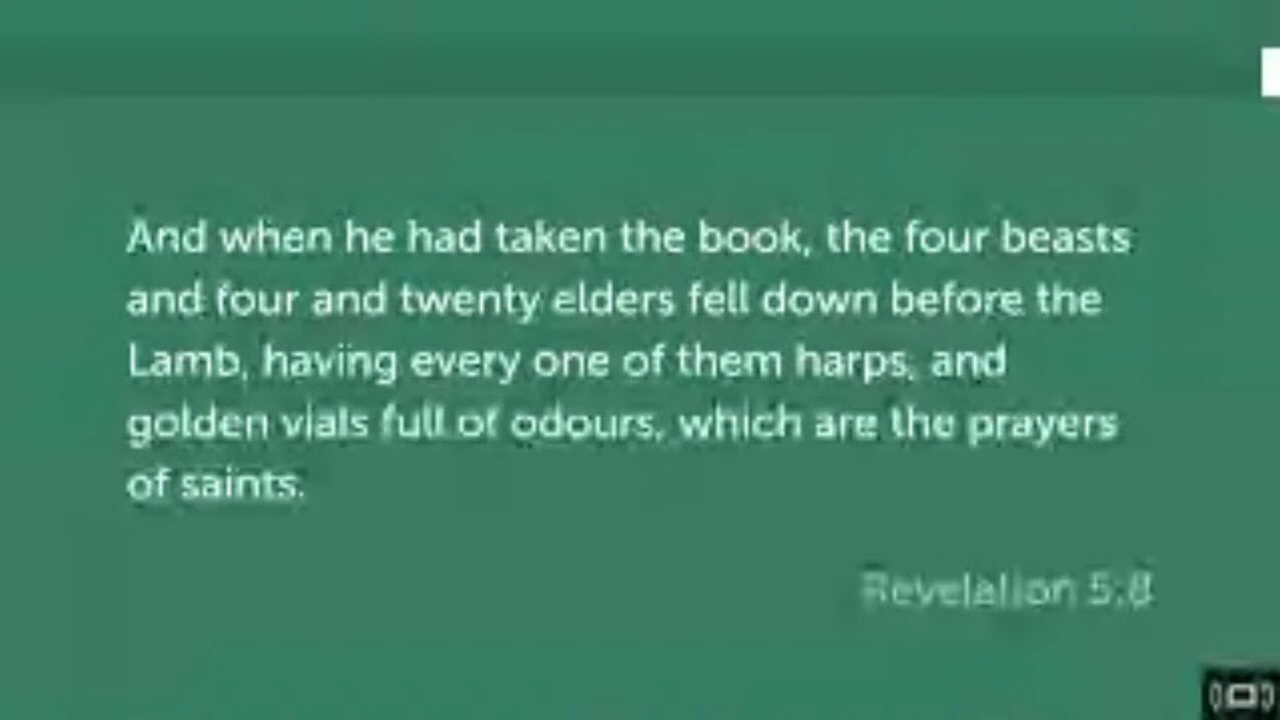 And when he had taken the book, the four beasts
and four and twenty elders fell down before the
Lamb, having every one of them harps, and
golden vials full of odours, which are the prayers
of saints.
Revelation 5:8